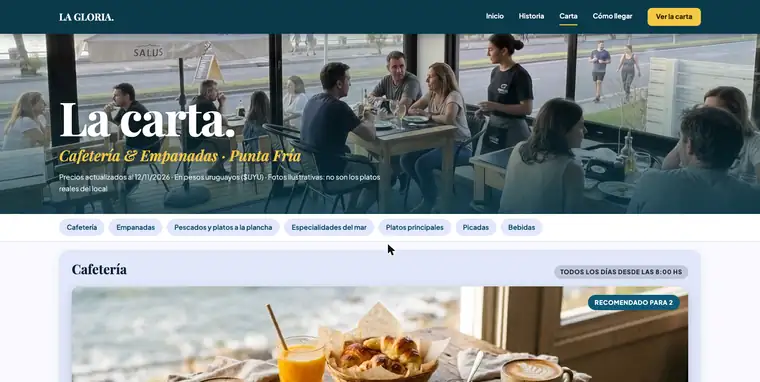 LA GLORIA.
Inicio Historia Carta Cómo llegar Ver la carta
SALUS
La carta.
Cafetería & Empanadas · Punta Fría
Precios actualizados al 12/11/2026 · En pesos uruguayos ($UYU) · Fotos ilustrativas: no son los platos
reales del local
Cafetería Empanadas Pescados y platos a la plancha Especialidades del mar Platos principales Picadas Bebidas
Cafetería
TODOS LOS DÍAS DESDE LAS 8:00 HS
RECOMENDADO PARA 2